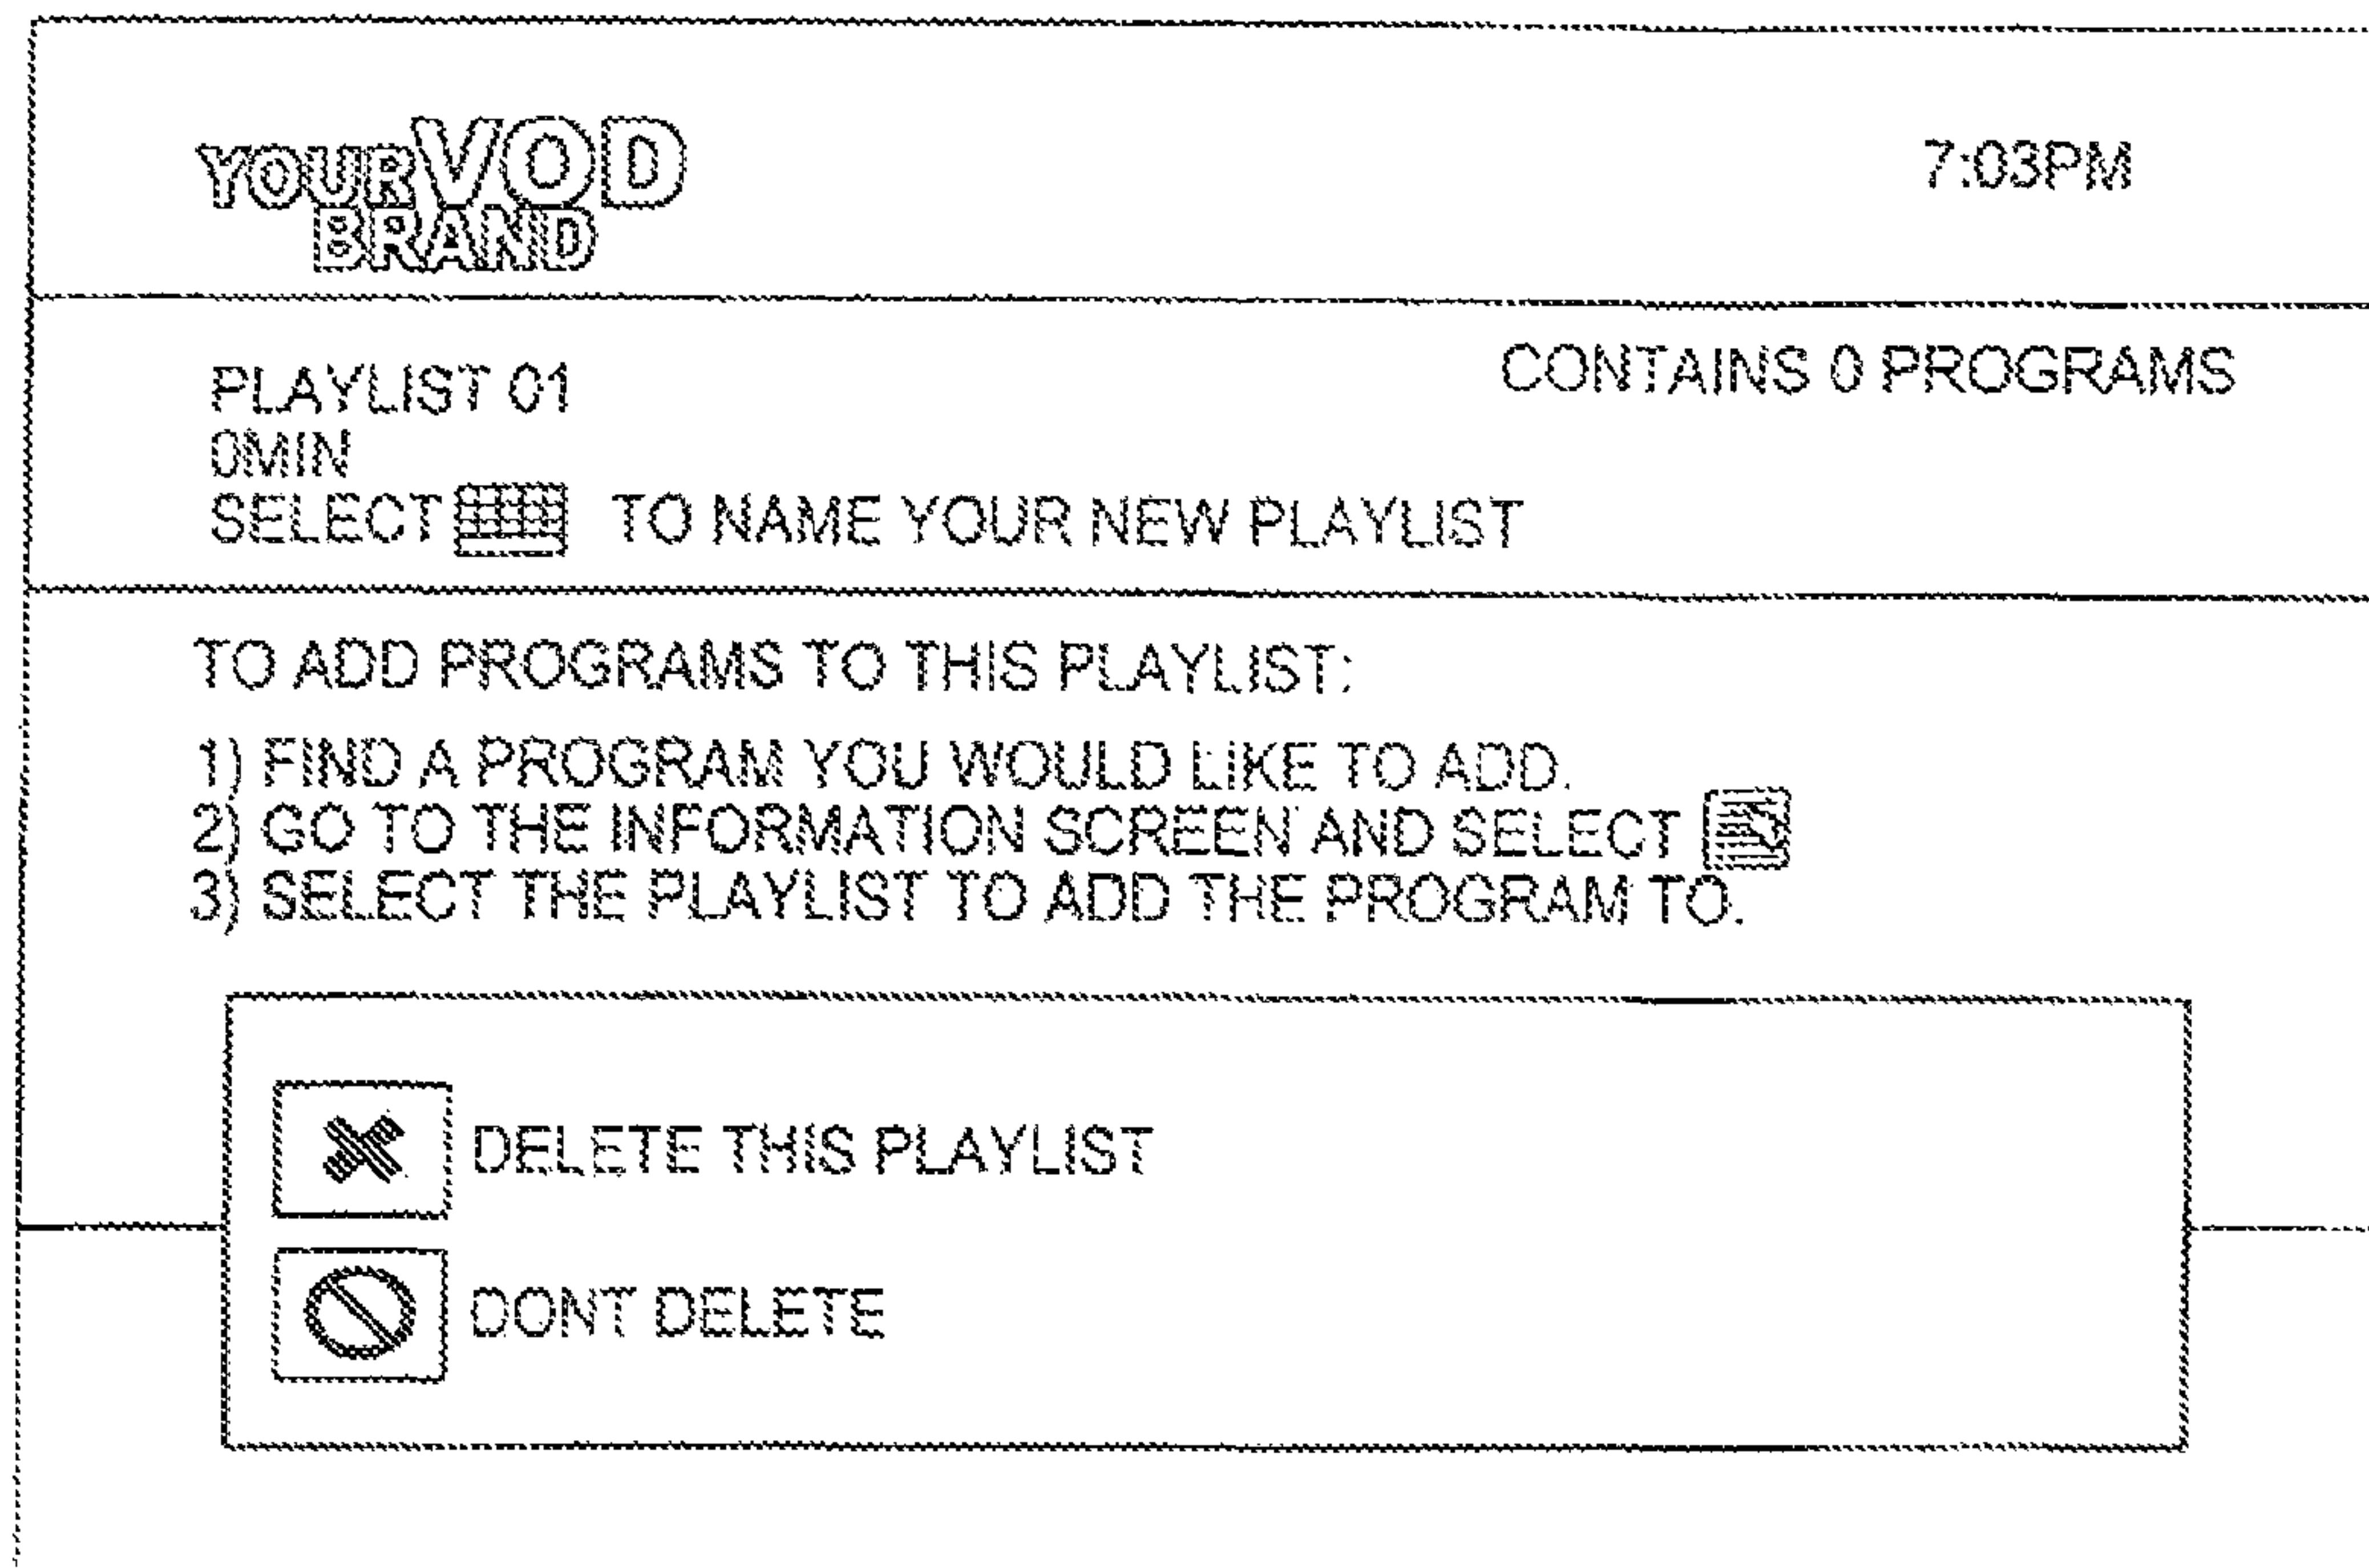 YOUR VOD
BRAND
7:03PM
PLAYLIST 01
CONTAINS 0 PROGRAMS
0MIN
SELECT TO NAME YOUR NEW PLAYLIST
TO ADD PROGRAMS TO THIS PLAYLIST:
1) FIND A PROGRAM YOU WOULD LIKE TO ADD.
2) GO TO THE INFORMATION SCREEN AND SELECT
3) SELECT THE PLAYLIST TO ADD THE PROGRAM TO.
DELETE THIS PLAYLIST
DONT DELETE